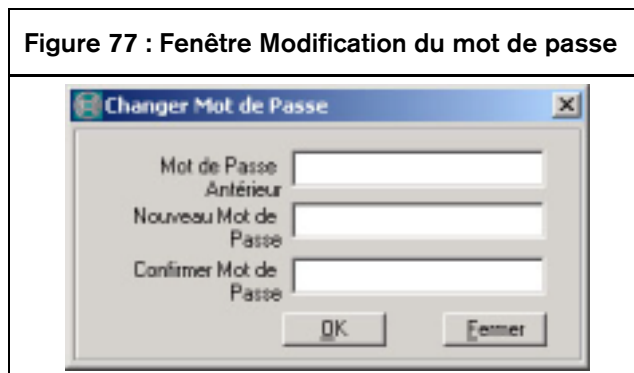 Figure 77 : Fenêtre Modification du mot de passe
Changer Mot de Passe
Mot de Passe
Antérieur
Nouveau Mot de
Passe
Confirmer Mot de
Passe
OK
Fermer